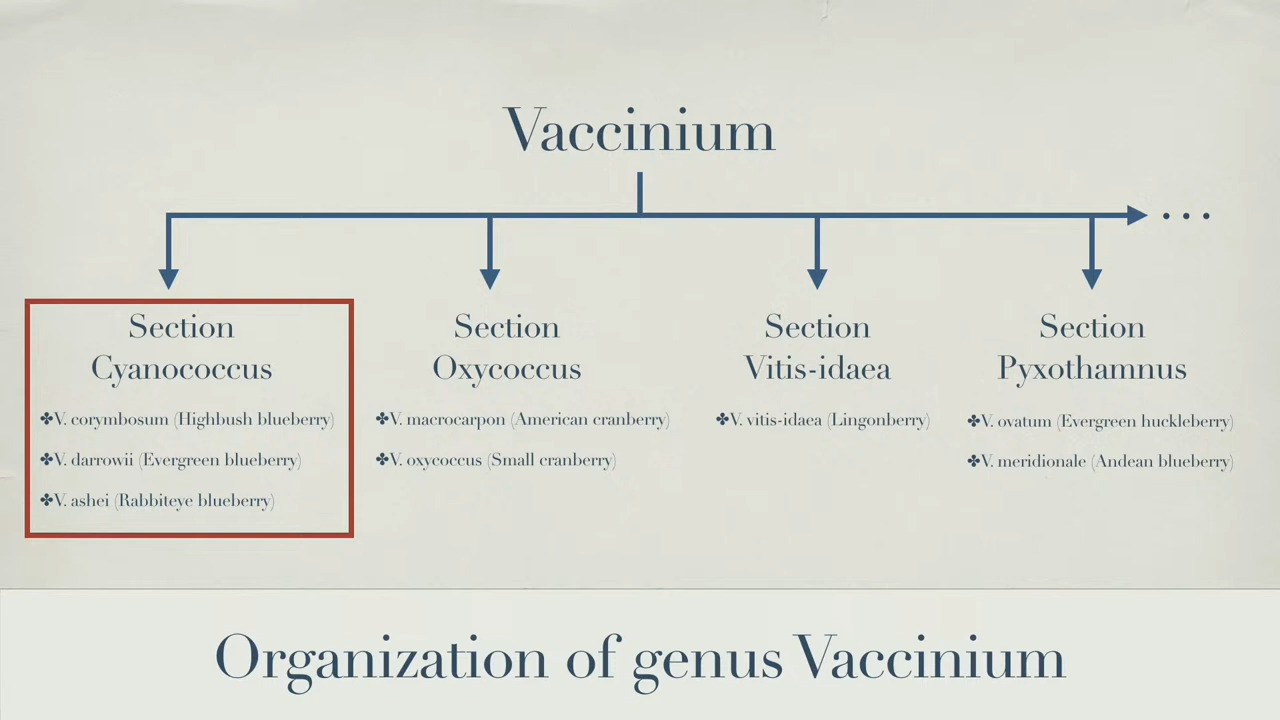 Vaccinium
. . .
Section
Cyanococcus
✤V. corymbosum (Highbush blueberry)
✤V. darrowii (Evergreen blueberry)
✤V. ashei (Rabbiteye blueberry)
Section
Oxycoccus
✤V. macrocarpon (American cranberry)
✤V. oxycoccus (Small cranberry)
Section
Vitis-idaea
✤V. vitis-idaea (Lingonberry)
Section
Pyxothamnus
✤V. ovatum (Evergreen huckleberry)
✤V. meridionale (Andean blueberry)
Organization of genus Vaccinium